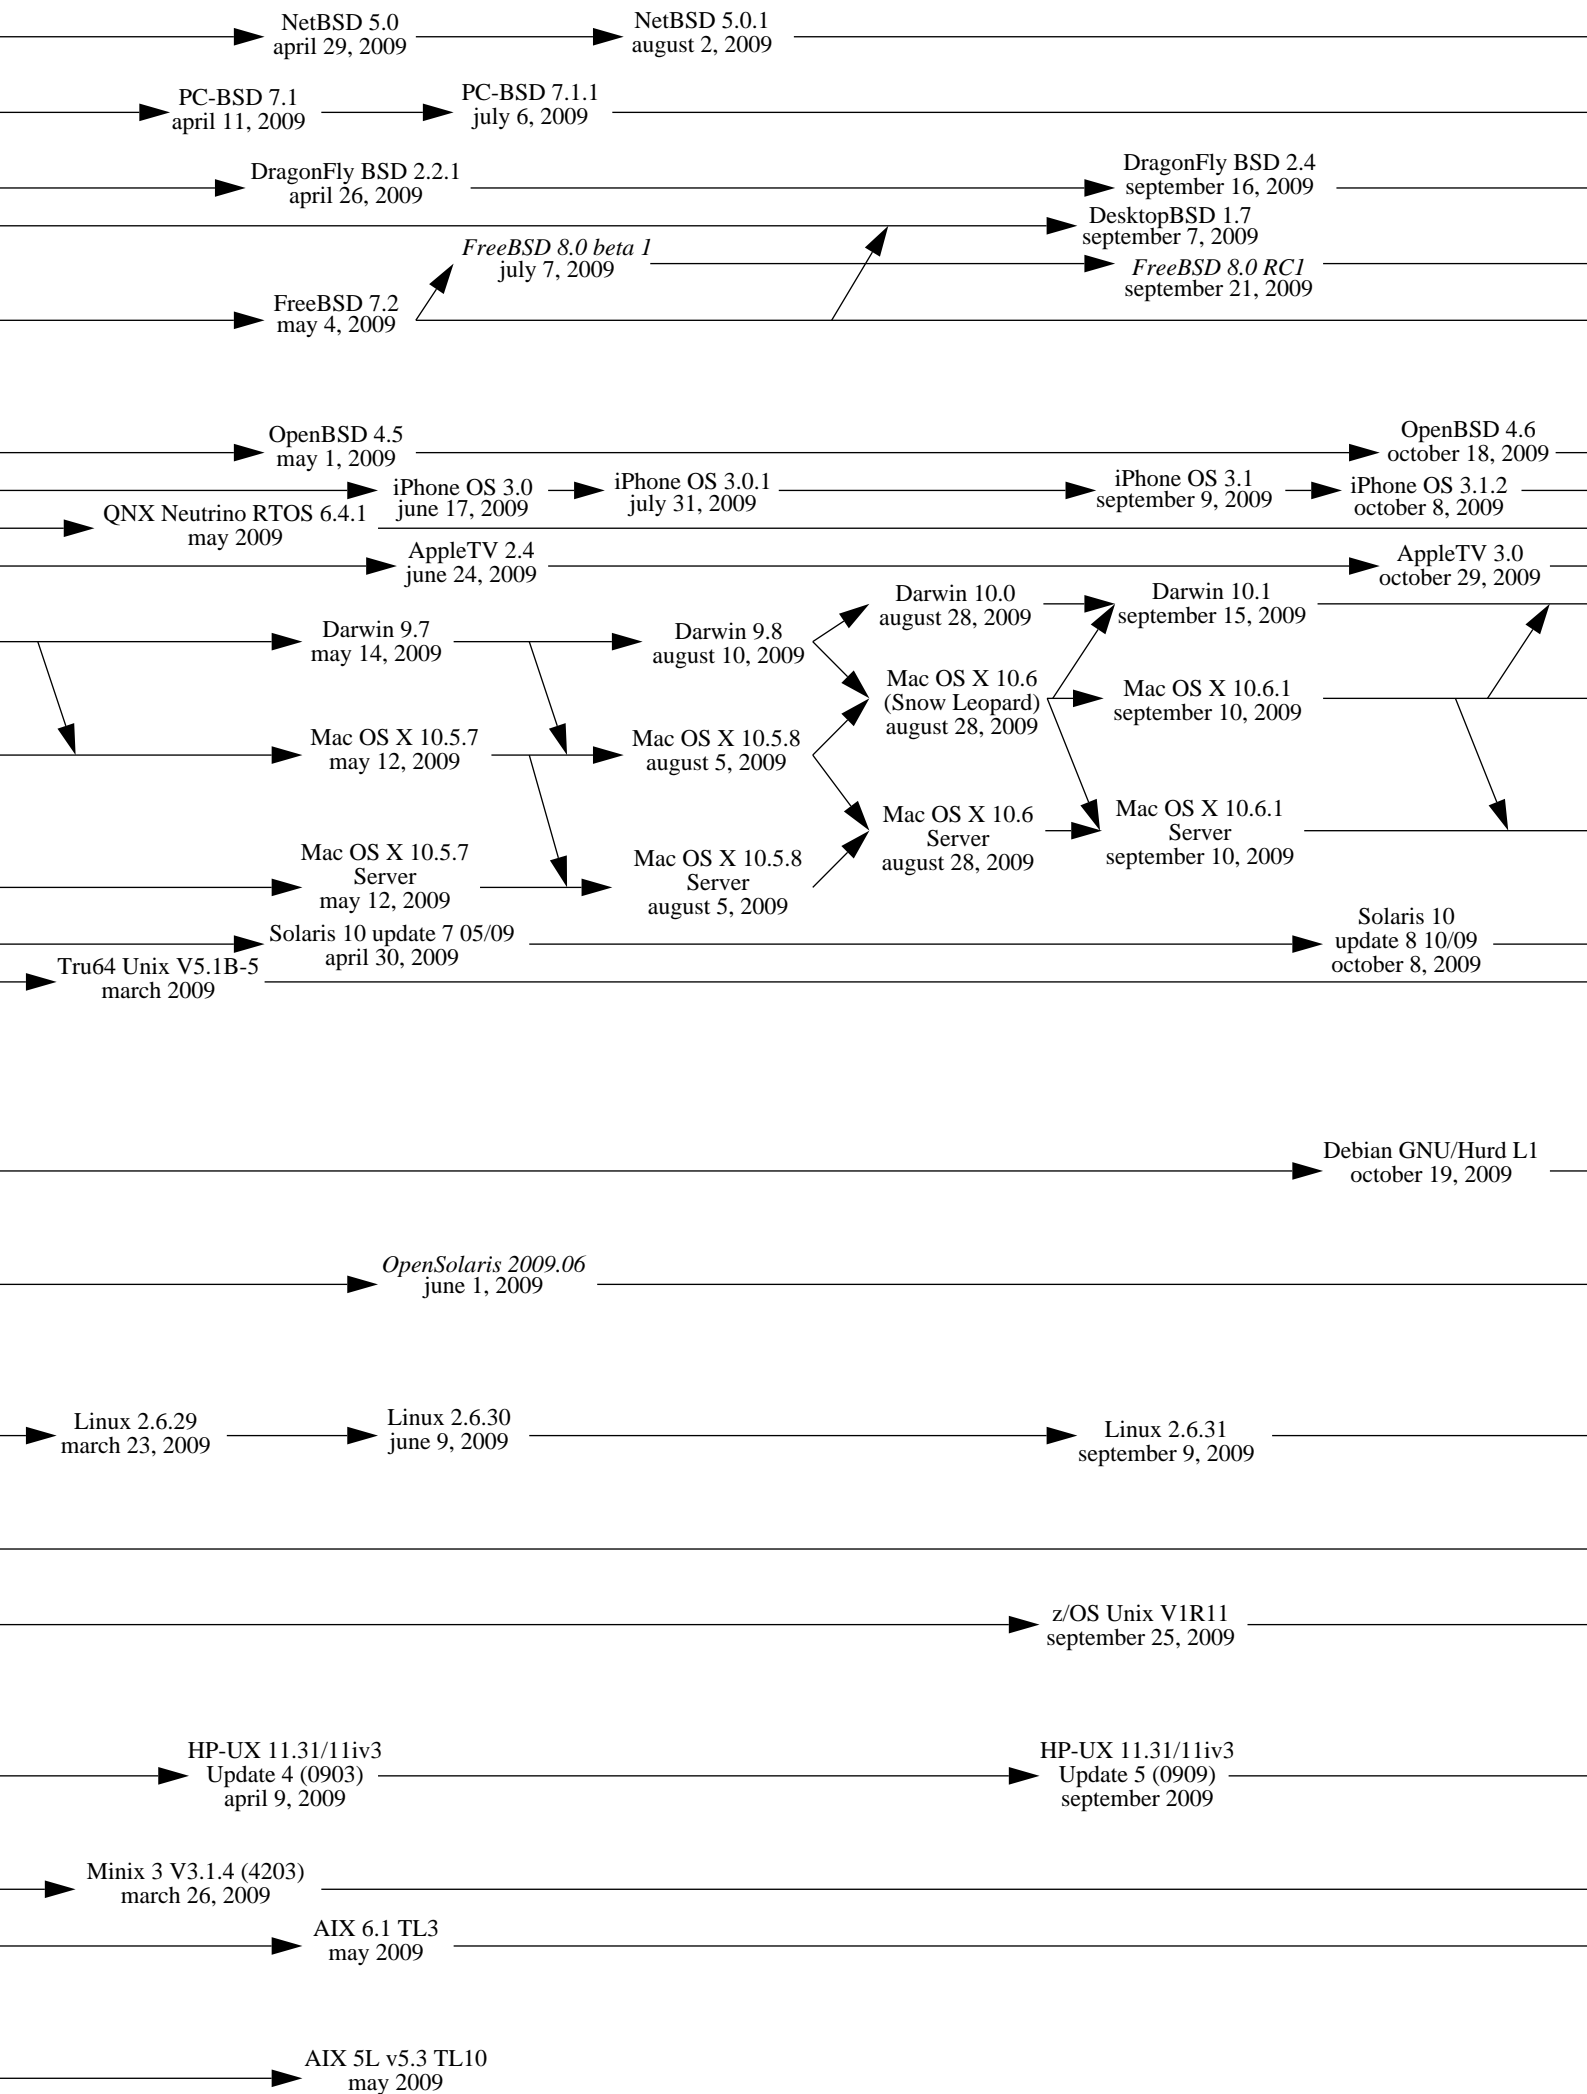 NetBSD 5.0
april 29, 2009
NetBSD 5.0.1
august 2, 2009
PC-BSD 7.1
april 11, 2009
PC-BSD 7.1.1
july 6, 2009
DragonFly BSD 2.2.1
april 26, 2009
DragonFly BSD 2.4
september 16, 2009
DesktopBSD 1.7
september 7, 2009
FreeBSD 8.0 beta 1
july 7, 2009
FreeBSD 8.0 RC1
september 21, 2009
FreeBSD 7.2
may 4, 2009
OpenBSD 4.5
may 1, 2009
OpenBSD 4.6
october 18, 2009
iPhone OS 3.0
june 17, 2009
iPhone OS 3.0.1
july 31, 2009
iPhone OS 3.1
september 9, 2009
iPhone OS 3.1.2
october 8, 2009
QNX Neutrino RTOS 6.4.1
may 2009
AppleTV 2.4
june 24, 2009
AppleTV 3.0
october 29, 2009
Darwin 10.0
august 28, 2009
Darwin 10.1
september 15, 2009
Darwin 9.7
may 14, 2009
Darwin 9.8
august 10, 2009
Mac OS X 10.6
(Snow Leopard)
august 28, 2009
Mac OS X 10.6.1
september 10, 2009
Mac OS X 10.5.7
may 12, 2009
Mac OS X 10.5.8
august 5, 2009
Mac OS X 10.6
Server
august 28, 2009
Mac OS X 10.6.1
Server
september 10, 2009
Mac OS X 10.5.7
Server
may 12, 2009
Mac OS X 10.5.8
Server
august 5, 2009
Solaris 10 update 7 05/09
april 30, 2009
Solaris 10
update 8 10/09
october 8, 2009
Tru64 Unix V5.1B-5
march 2009
Debian GNU/Hurd L1
october 19, 2009
OpenSolaris 2009.06
june 1, 2009
Linux 2.6.29
march 23, 2009
Linux 2.6.30
june 9, 2009
Linux 2.6.31
september 9, 2009
z/OS Unix V1R11
september 25, 2009
HP-UX 11.31/11iv3
Update 4 (0903)
april 9, 2009
HP-UX 11.31/11iv3
Update 5 (0909)
september 2009
Minix 3 V3.1.4 (4203)
march 26, 2009
AIX 6.1 TL3
may 2009
AIX 5L v5.3 TL10
may 2009